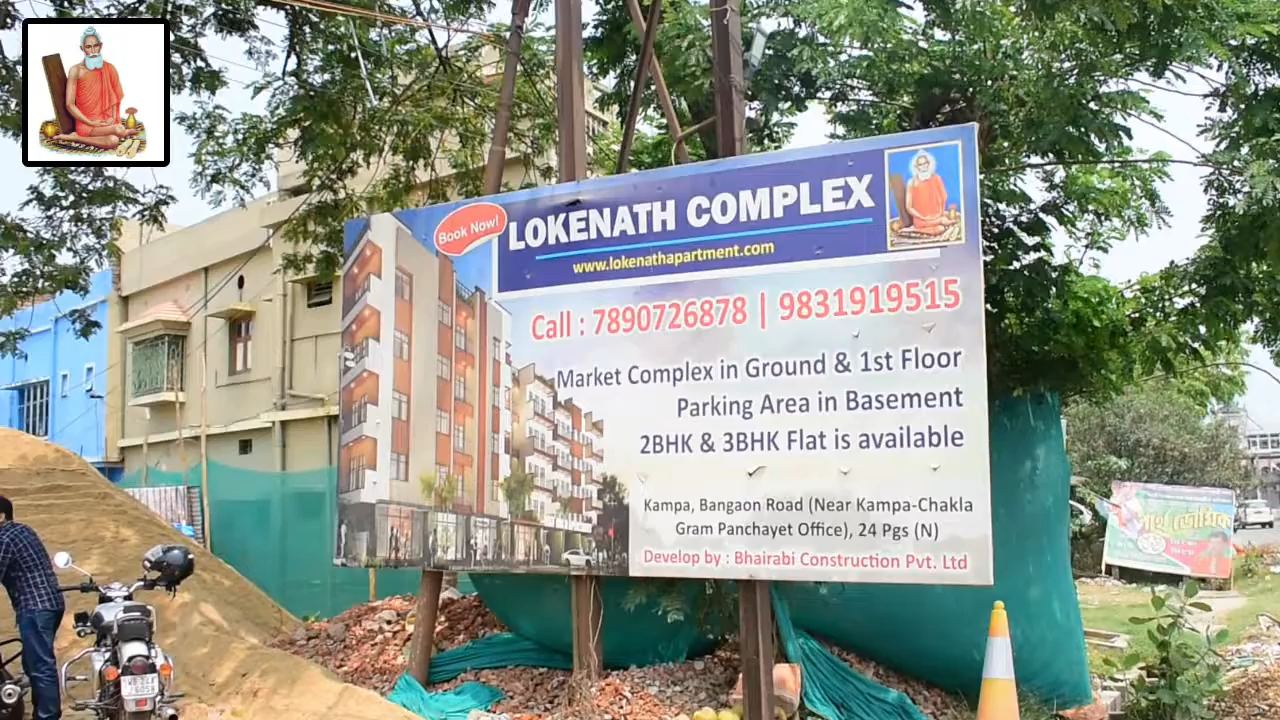 Book Now!
LOKENATH COMPLEX
www.lokenathapartment.com
Call : 7890726878 | 9831919515
Market Complex in Ground & 1st Floor
Parking Area in Basement
2BHK & 3BHK Flat is available
Kampa, Bangaon Road (Near Kampa-Chakla
Gram Panchayet Office), 24 Pgs (N)
Develop by : Bhairabi Construction Pvt. Ltd